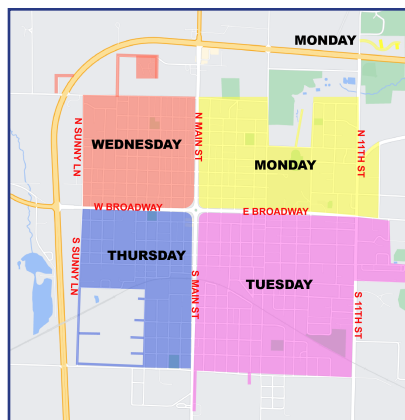 MONDAY
N SUNNY LN
WEDNESDAY
N MAIN ST
MONDAY
N 11TH ST
W BROADWAY
E BROADWAY
S SUNNY LN
THURSDAY
S MAIN ST
TUESDAY
S 11TH ST